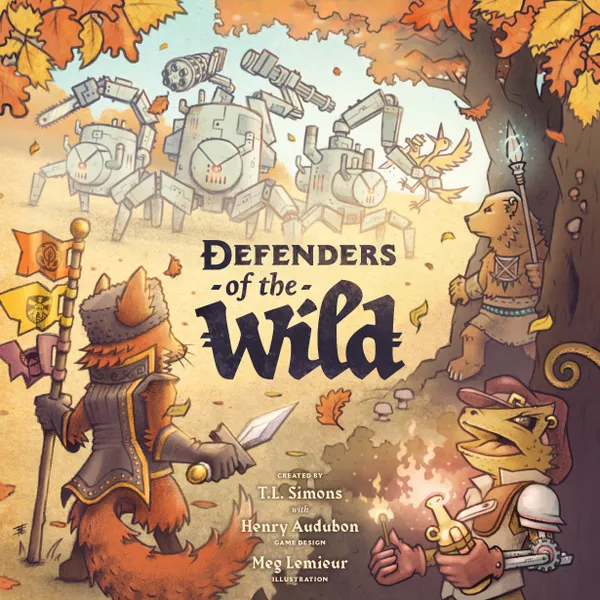 DEFENDERS
-of the-
Wild
CREATED BY
T.L. Simons
with
Henry Audubon
GAME DESIGN
Meg Lemieur
ILLUSTRATION